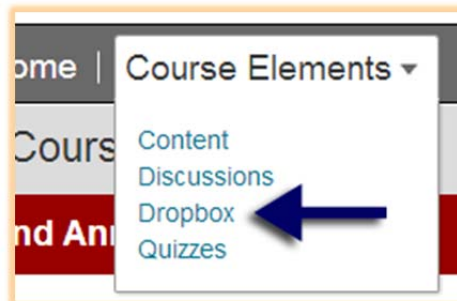 ome | Course Elements
Cours
Content
Discussions
Dropbox
nd Ann
Quizzes